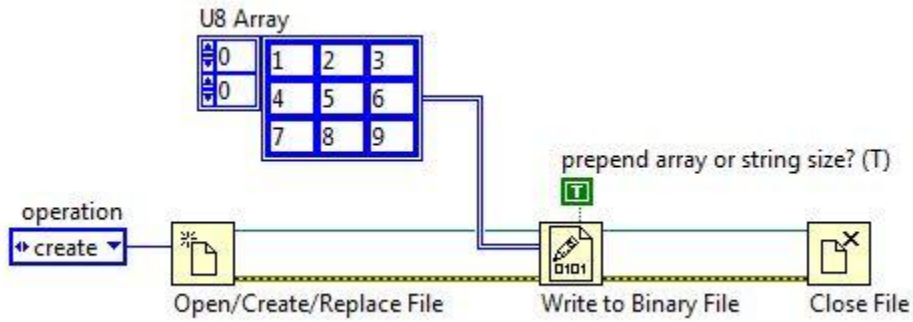 U8 Array
0 1 2 3
0 4 5 6
7 8 9
prepend array or string size? (T)
T
operation
create
0101
Open/Create/Replace File Write to Binary File Close File